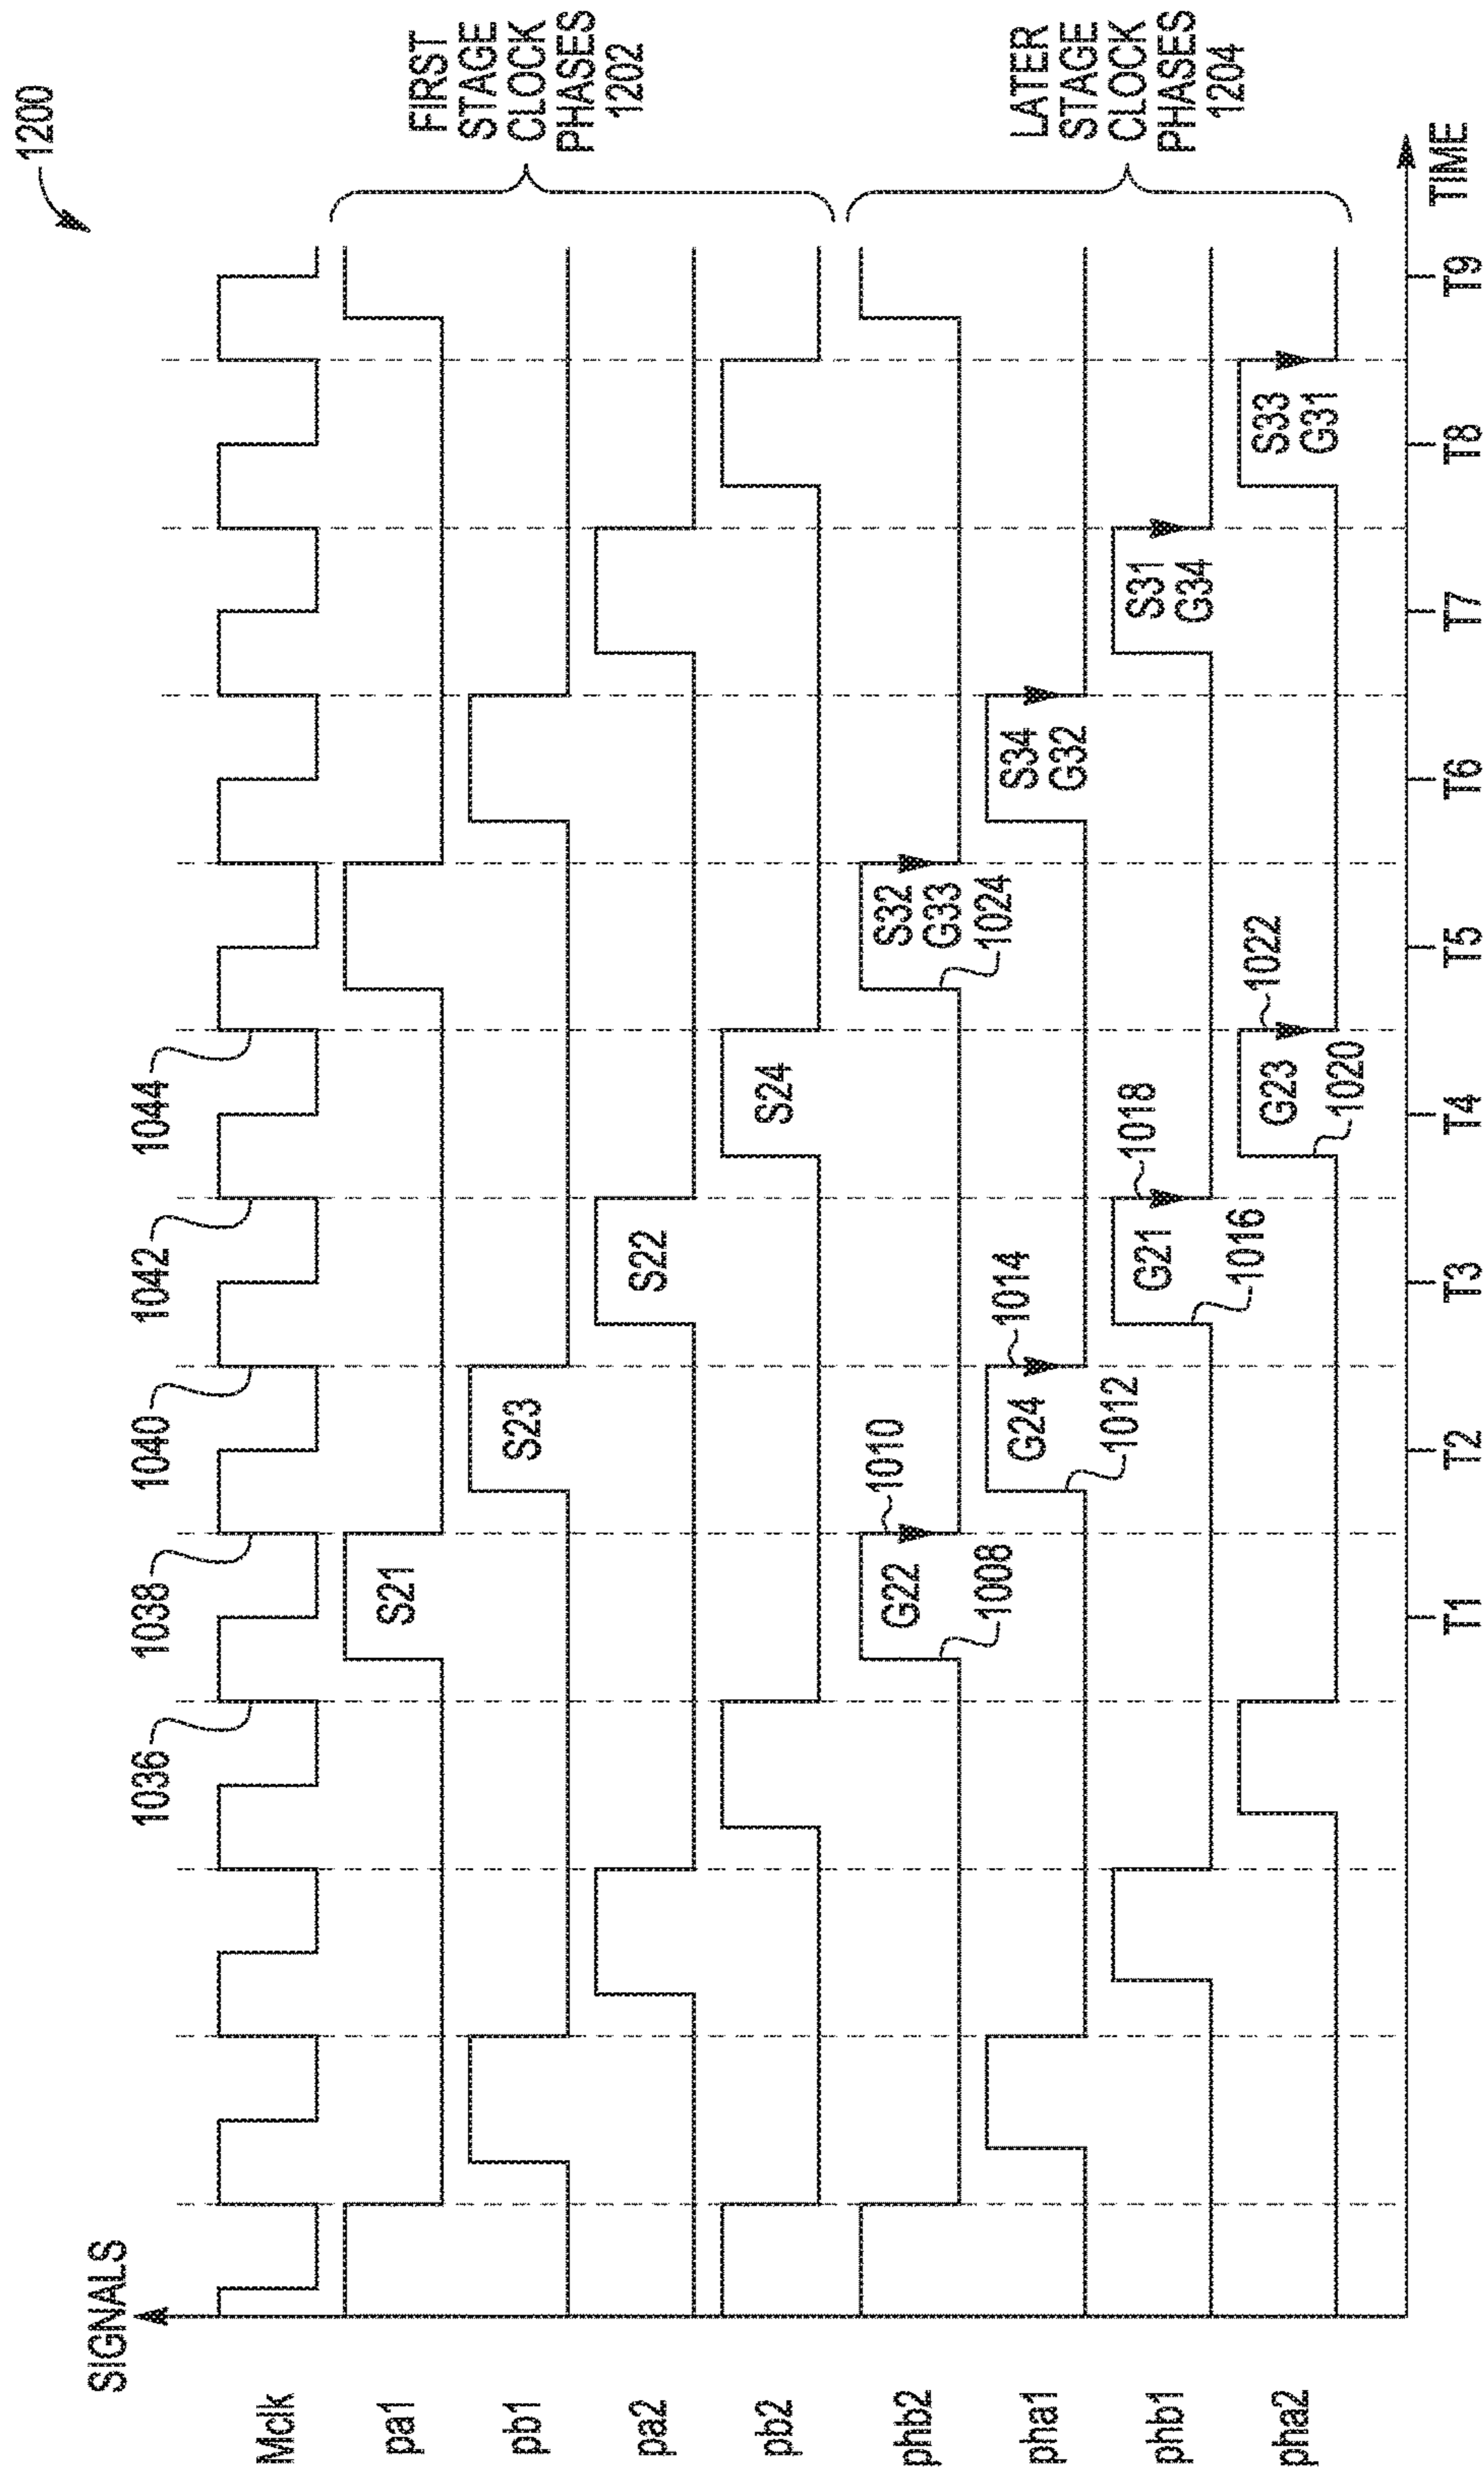 1200
SIGNALS
1036
1038
1040
1042
1044
Mclk
pa1
S21
pb1
S23
pa2
S22
pb2
S24
FIRST
STAGE
CLOCK
PHASES
1202
phb2
G22
1008
1010
S32
G33
1024
pha1
G24
1012
1014
S34
G32
phb1
G21
1016
1018
S31
G34
pha2
G23
1020
1022
S33
G31
LATER
STAGE
CLOCK
PHASES
1204
T1
T2
T3
T4
T5
T6
T7
T8
T9
TIME